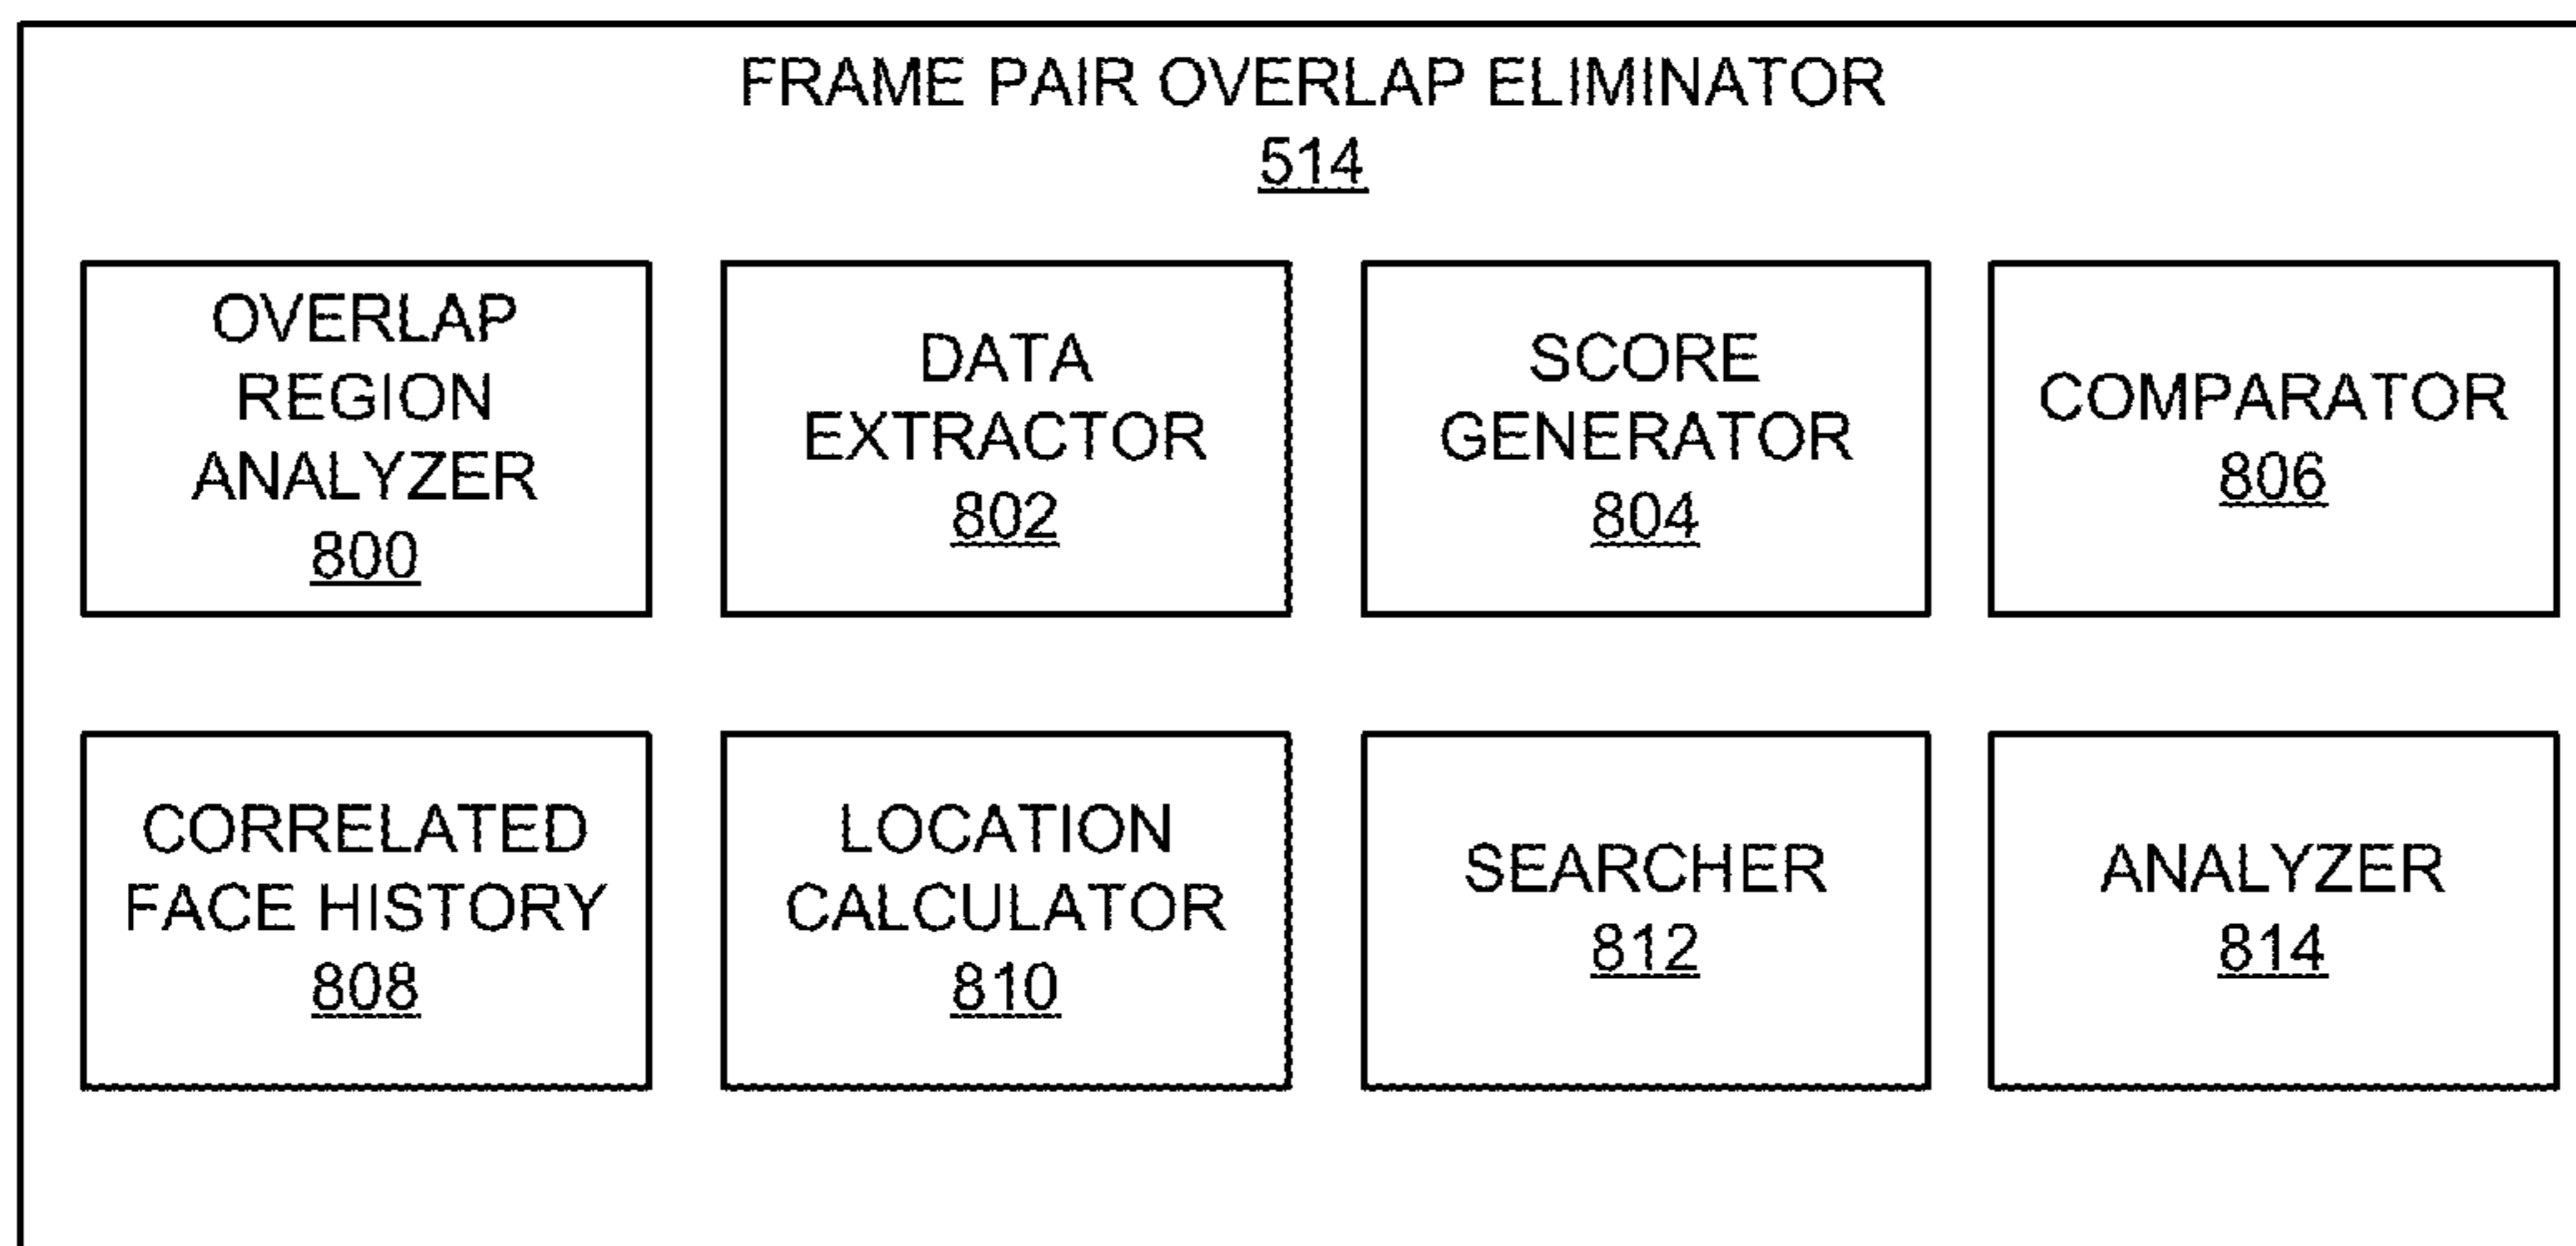 FRAME PAIR OVERLAP ELIMINATOR
514
OVERLAP
REGION
ANALYZER
800
DATA
EXTRACTOR
802
SCORE
GENERATOR
804
COMPARATOR
806
CORRELATED
FACE HISTORY
808
LOCATION
CALCULATOR
810
SEARCHER
812
ANALYZER
814